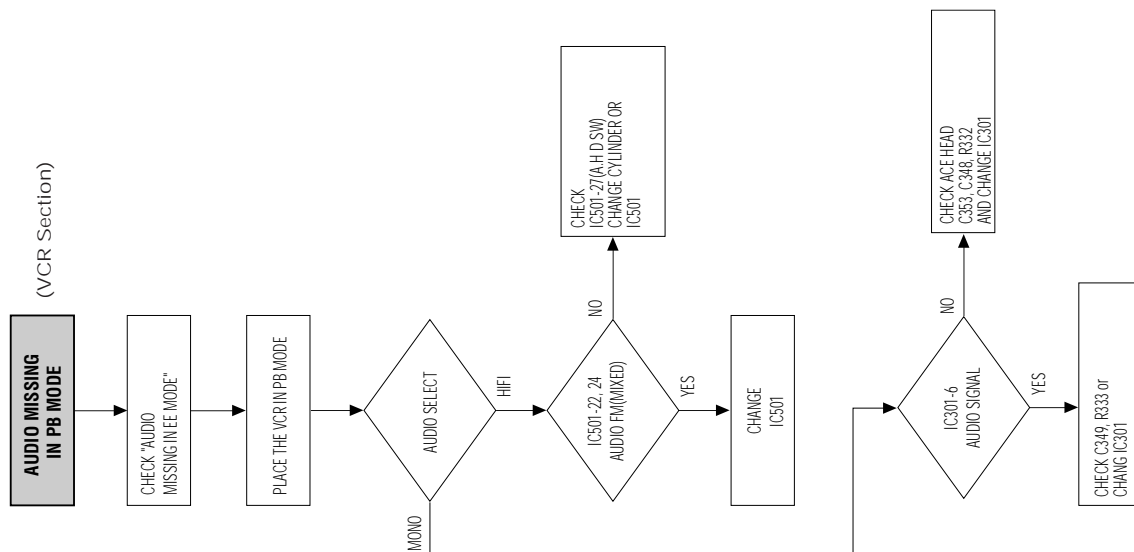 (VCR Section)
AUDIO MISSING
IN PB MODE
CHECK "AUDIO
MISSING IN EE MODE"
PLACE THE VCR IN PB MODE
AUDIO SELECT
MONO
HIFI
IC501-22, 24
AUDIO FM(MIXED)
NO
CHECK
IC501-27(A.H D SW)
CHANGE CYLINDER OR
IC501
YES
CHANGE
IC501
IC301-6
AUDIO SIGNAL
NO
CHECK ACE HEAD
C353, C348, R332
AND CHANGE IC301
YES
CHECK C349, R333 or
CHANG IC301